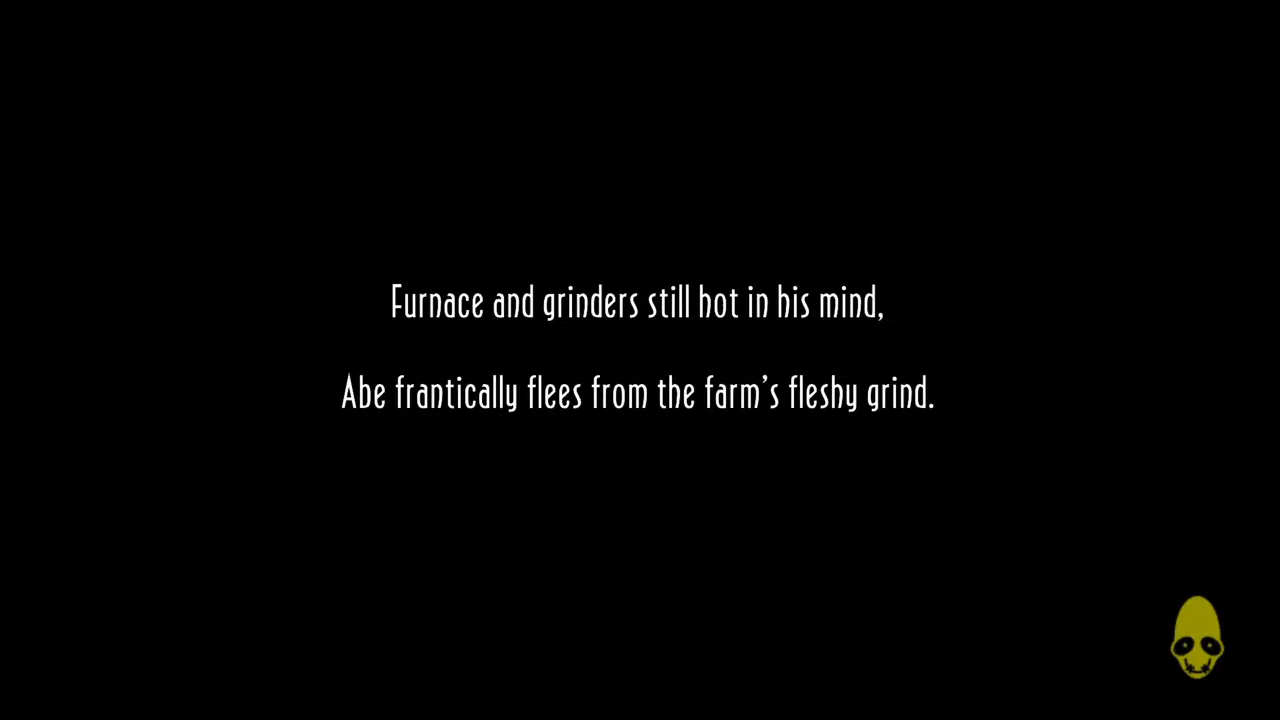 Furnace and grinders still hot in his mind,
Abe frantically flees from the farm’s fleshy grind.